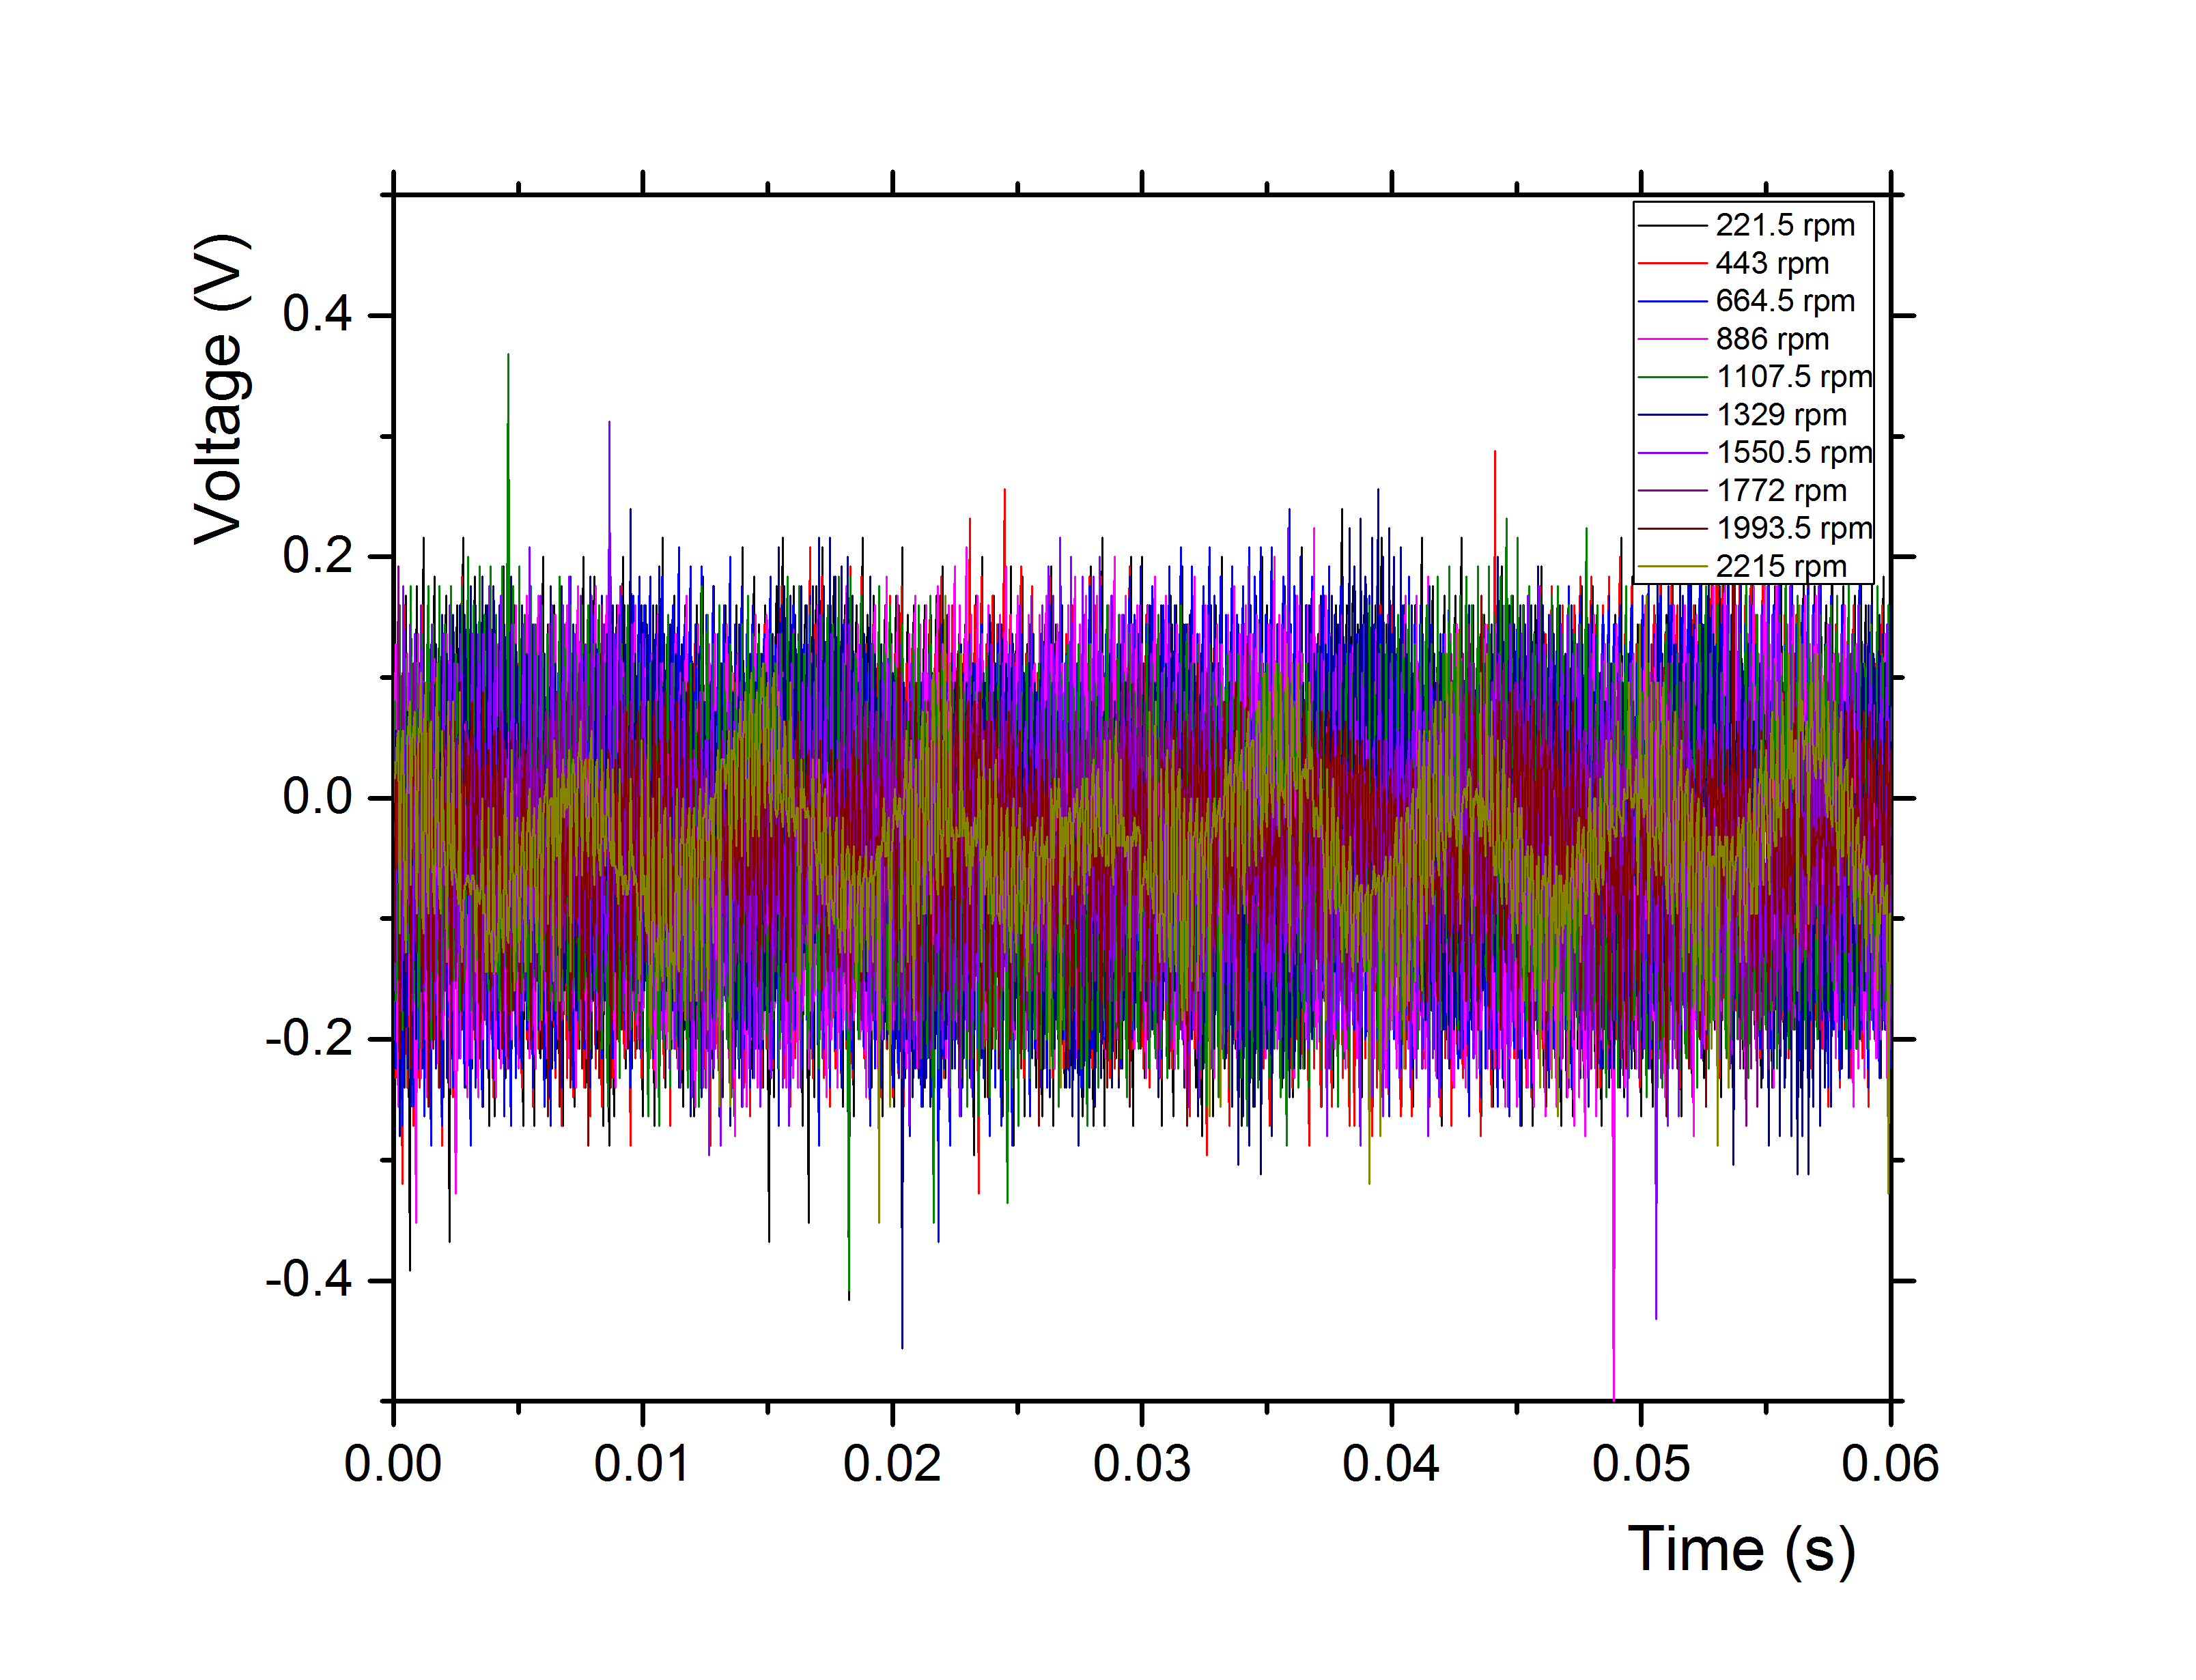 Voltage (V)
0.4
0.2
0.0
-0.2
-0.4
221.5 rpm
443 rpm
664.5 rpm
886 rpm
1107.5 rpm
1329 rpm
1550.5 rpm
1772 rpm
1993.5 rpm
2215 rpm
0.00 0.01 0.02 0.03 0.04 0.05 0.06
Time (s)